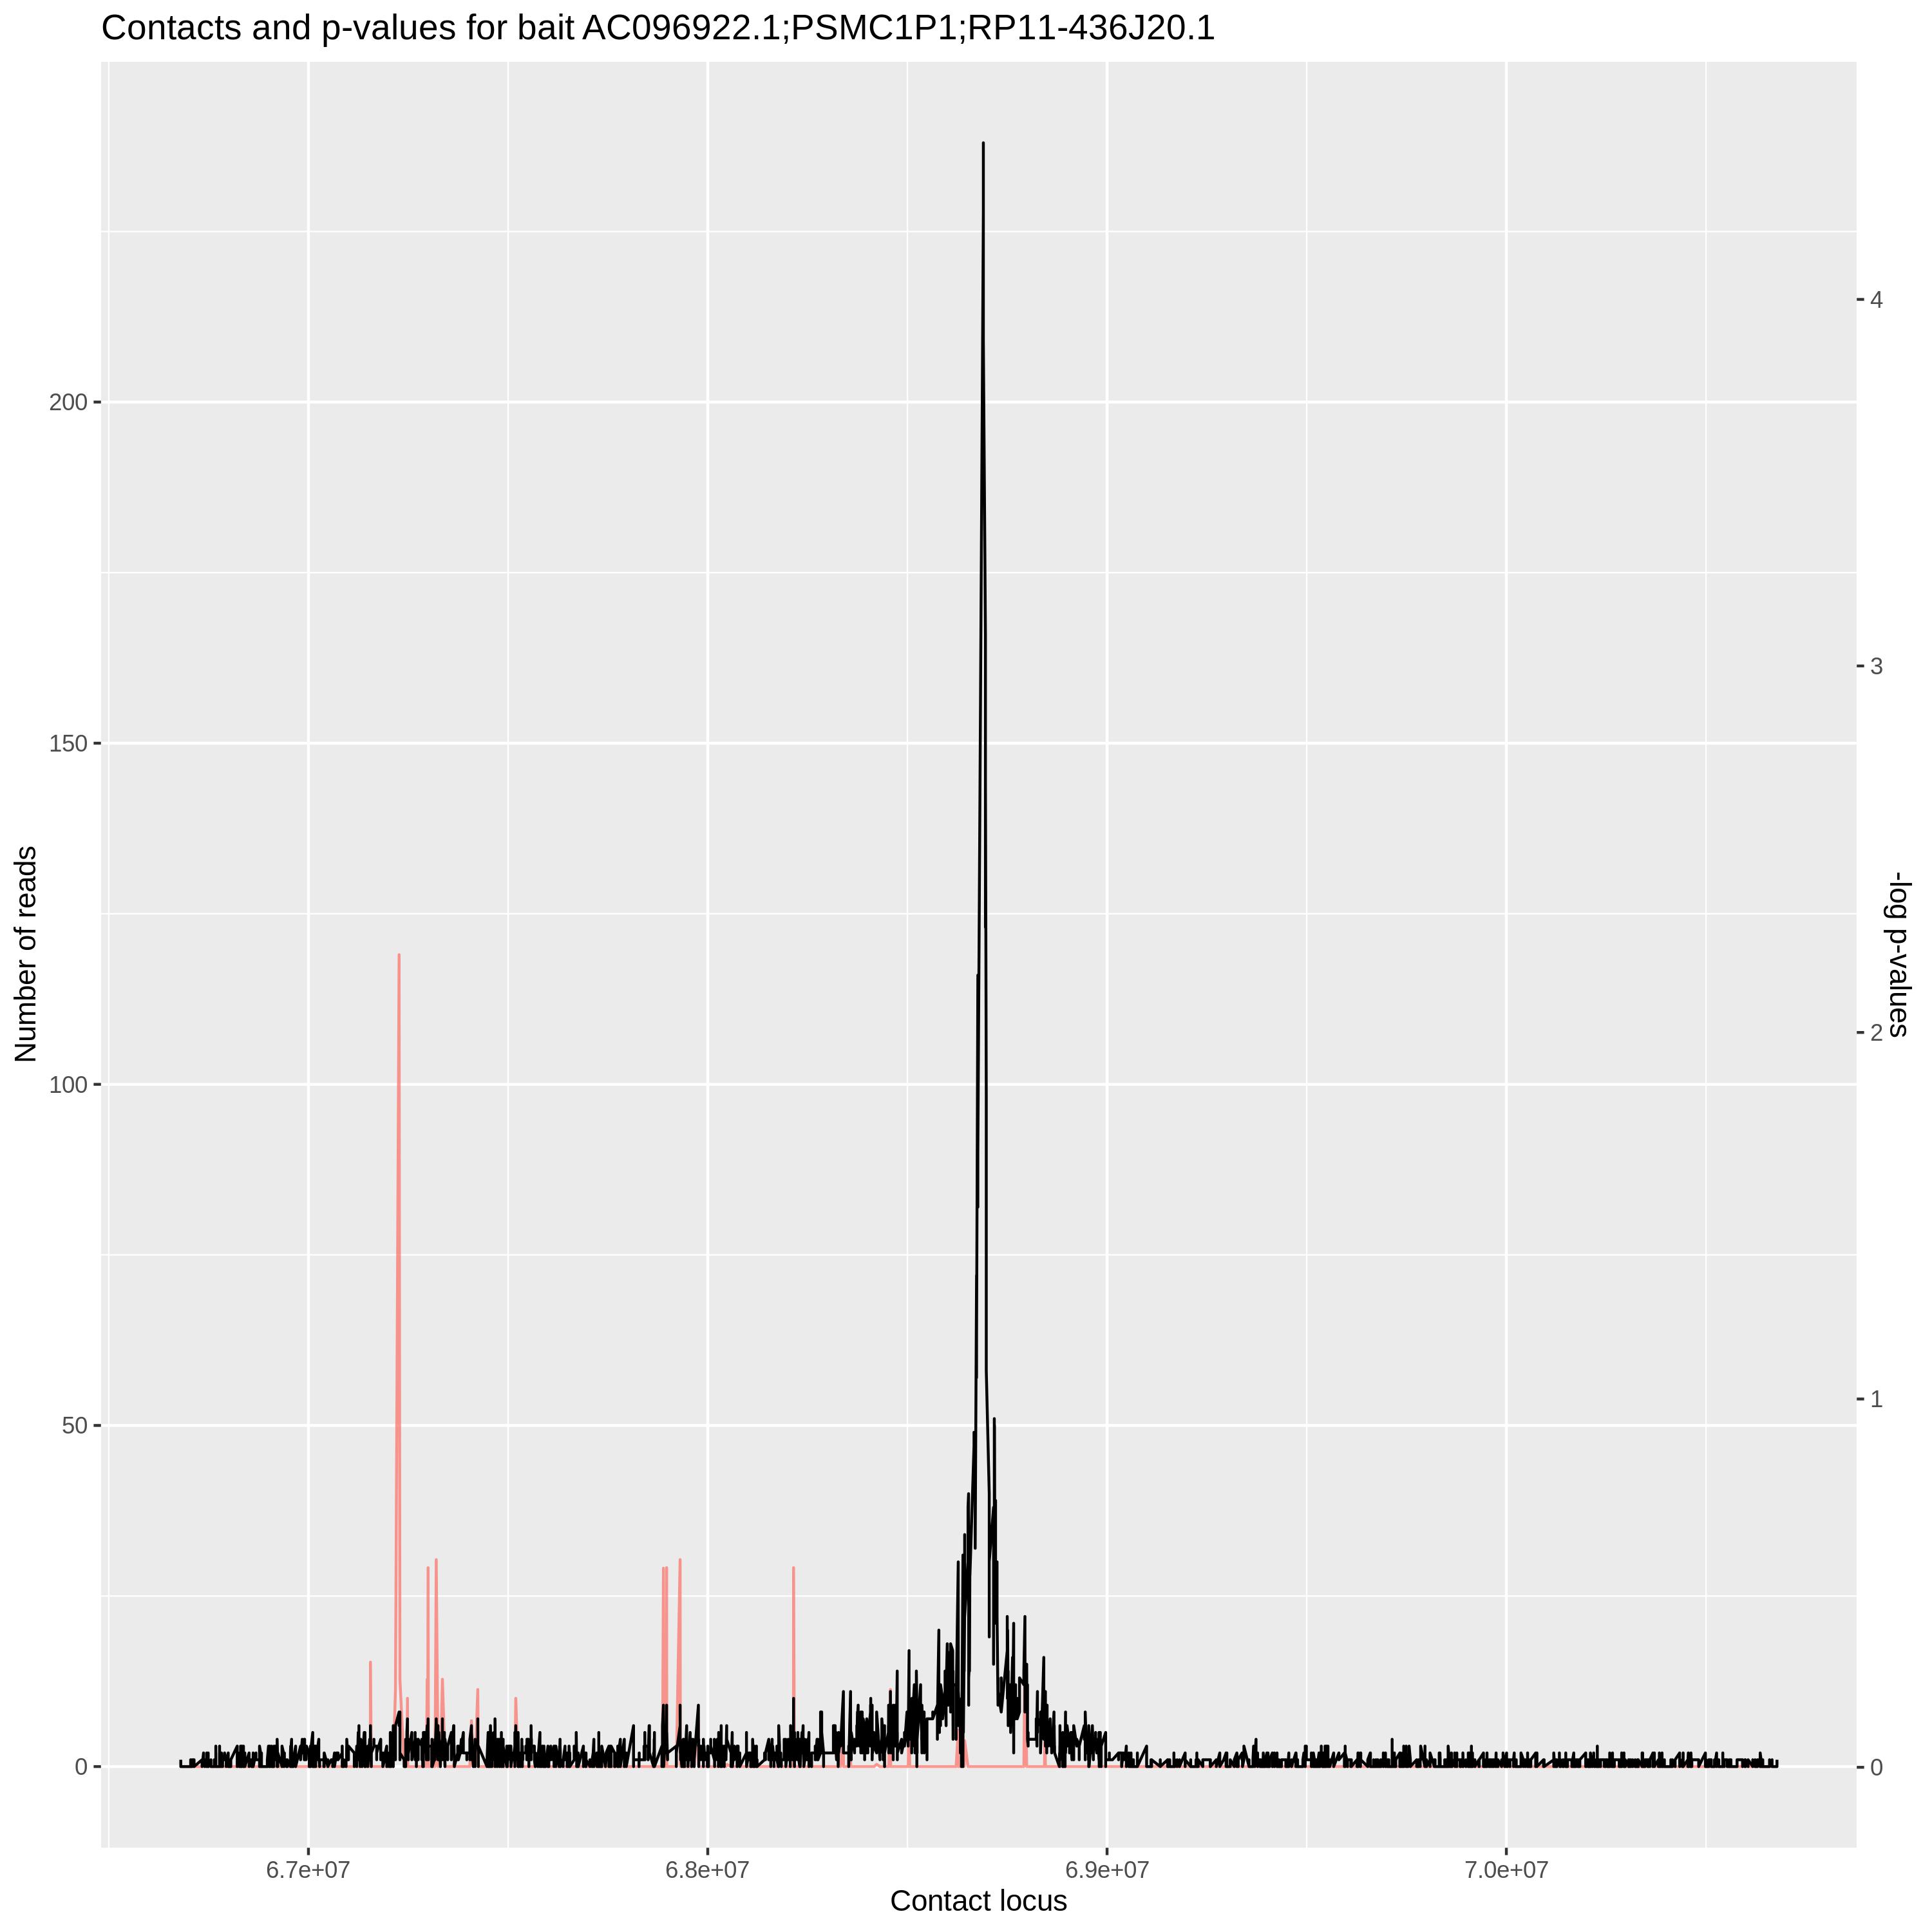 Contacts and p-values for bait AC096922.1;PSMC1P1;RP11-436J20.1
200
150
100
50
0
Number of reads
4
3
2
1
0
-log p-values
6.7e+07
6.8e+07
6.9e+07
7.0e+07
Contact locus